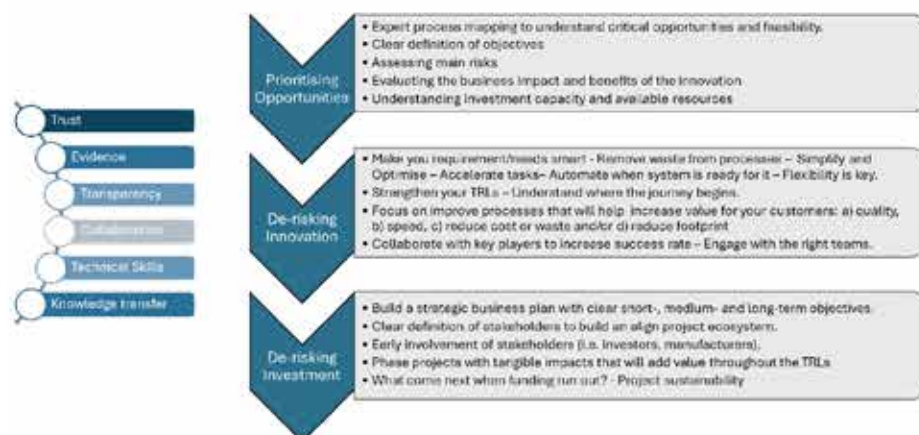 Trust
Evidence
Transparency
Collaboration
Technical Skills
Knowledge transfer
Prioritising
Opportunities
• Expert process mapping to understand critical opportunities and feasibility.
• Clear definition of objectives
• Assessing main risks
• Evaluating the business impact and benefits of the innovation
• Understanding investment capacity and available resources
De-risking
Innovation
• Make you requirement/needs smart - Remove waste from processes – Simplify and
Optimise – Accelerate tasks– Automate when system is ready for it – Flexibility is key.
• Strengthen your TRLs – Understand where the journey begins.
• Focus on improve processes that will help increase value for your customers: a) quality,
b) speed, c) reduce cost or waste and/or d) reduce footprint
• Collaborate with key players to increase success rate – Engage with the right teams.
De-risking
Investment
• Build a strategic business plan with clear short-, medium- and long-term objectives.
• Clear definition of stakeholders to build an align project ecosystem.
• Early involvement of stakeholders (i.e. investors, manufacturers).
• Phase projects with tangible impacts that will add value throughout the TRLs
• What come next when funding run out? - Project sustainability